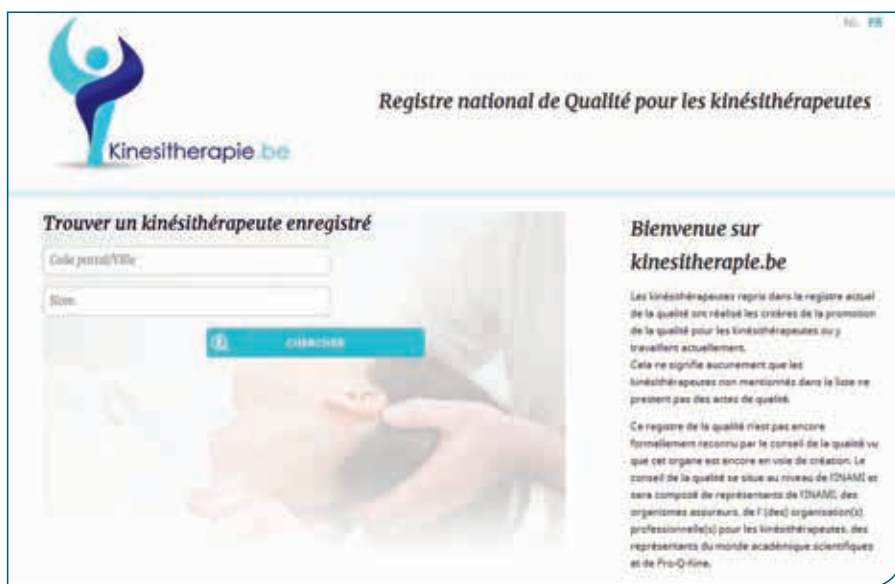 NL FR
Registre national de Qualité pour les kinésithérapeutes
Kinesitherapie.be
Trouver un kinésithérapeute enregistré
Code postal/Ville
Nom
CHERCHER
Bienvenue sur
kinesitherapie.be
Les kinésithérapeutes repris dans le registre actuel
de la qualité ont réalisé les critères de la promotion
de la qualité pour les kinésithérapeutes ou y
travaillent actuellement.
Cela ne signifie aucunement que les
kinésithérapeutes non mentionnés dans la liste ne
prestent pas des actes de qualité.
Ce registre de la qualité n'est pas encore
formellement reconnu par le conseil de la qualité vu
que cet organe est encore en voie de création. Le
conseil de la qualité se situe au niveau de l'INAMI et
sera composé de représentants de l'INAMI, des
organismes assureurs, de l' (des) organisation(s)
professionnelle(s) pour les kinésithérapeutes, des
représentants du monde académique scientifiques
et de Pro-Q-Kine.